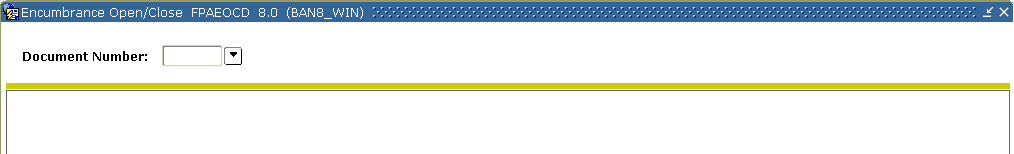 Encumbrance Open/Close FPAEOCD 8.0 (BAN8_WIN)
Document Number: